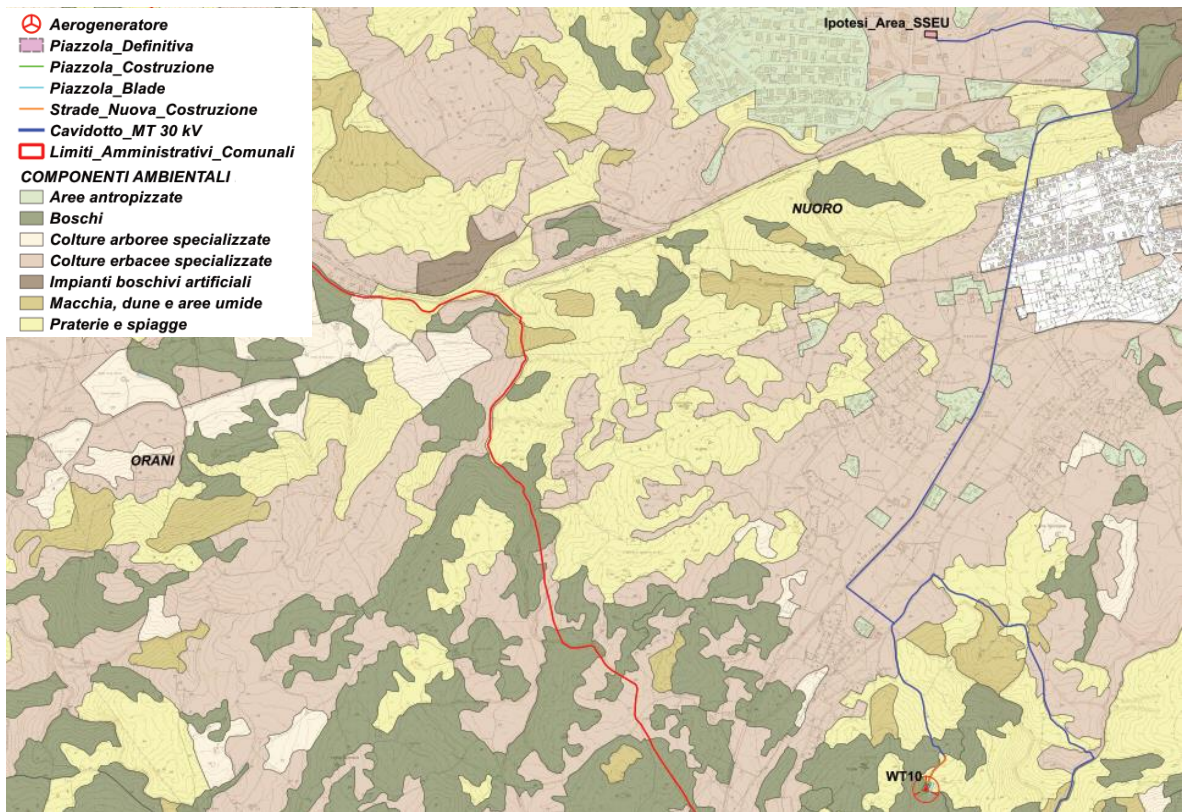 Aerogeneratore
Piazzola_Definitiva
Piazzola_Costruzione
Piazzola_Blade
Strade_Nuova_Costruzione
Cavidotto_MT 30 kV
Limiti_Amministrativi_Comunali
COMPONENTI AMBIENTALI
Aree antropizzate
Boschi
Colture arboree specializzate
Colture erbacee specializzate
Impianti boschivi artificiali
Macchia, dune e aree umide
Praterie e spiagge
Ipotesi_Area_SSEU
NUORO
ORANI
WT10